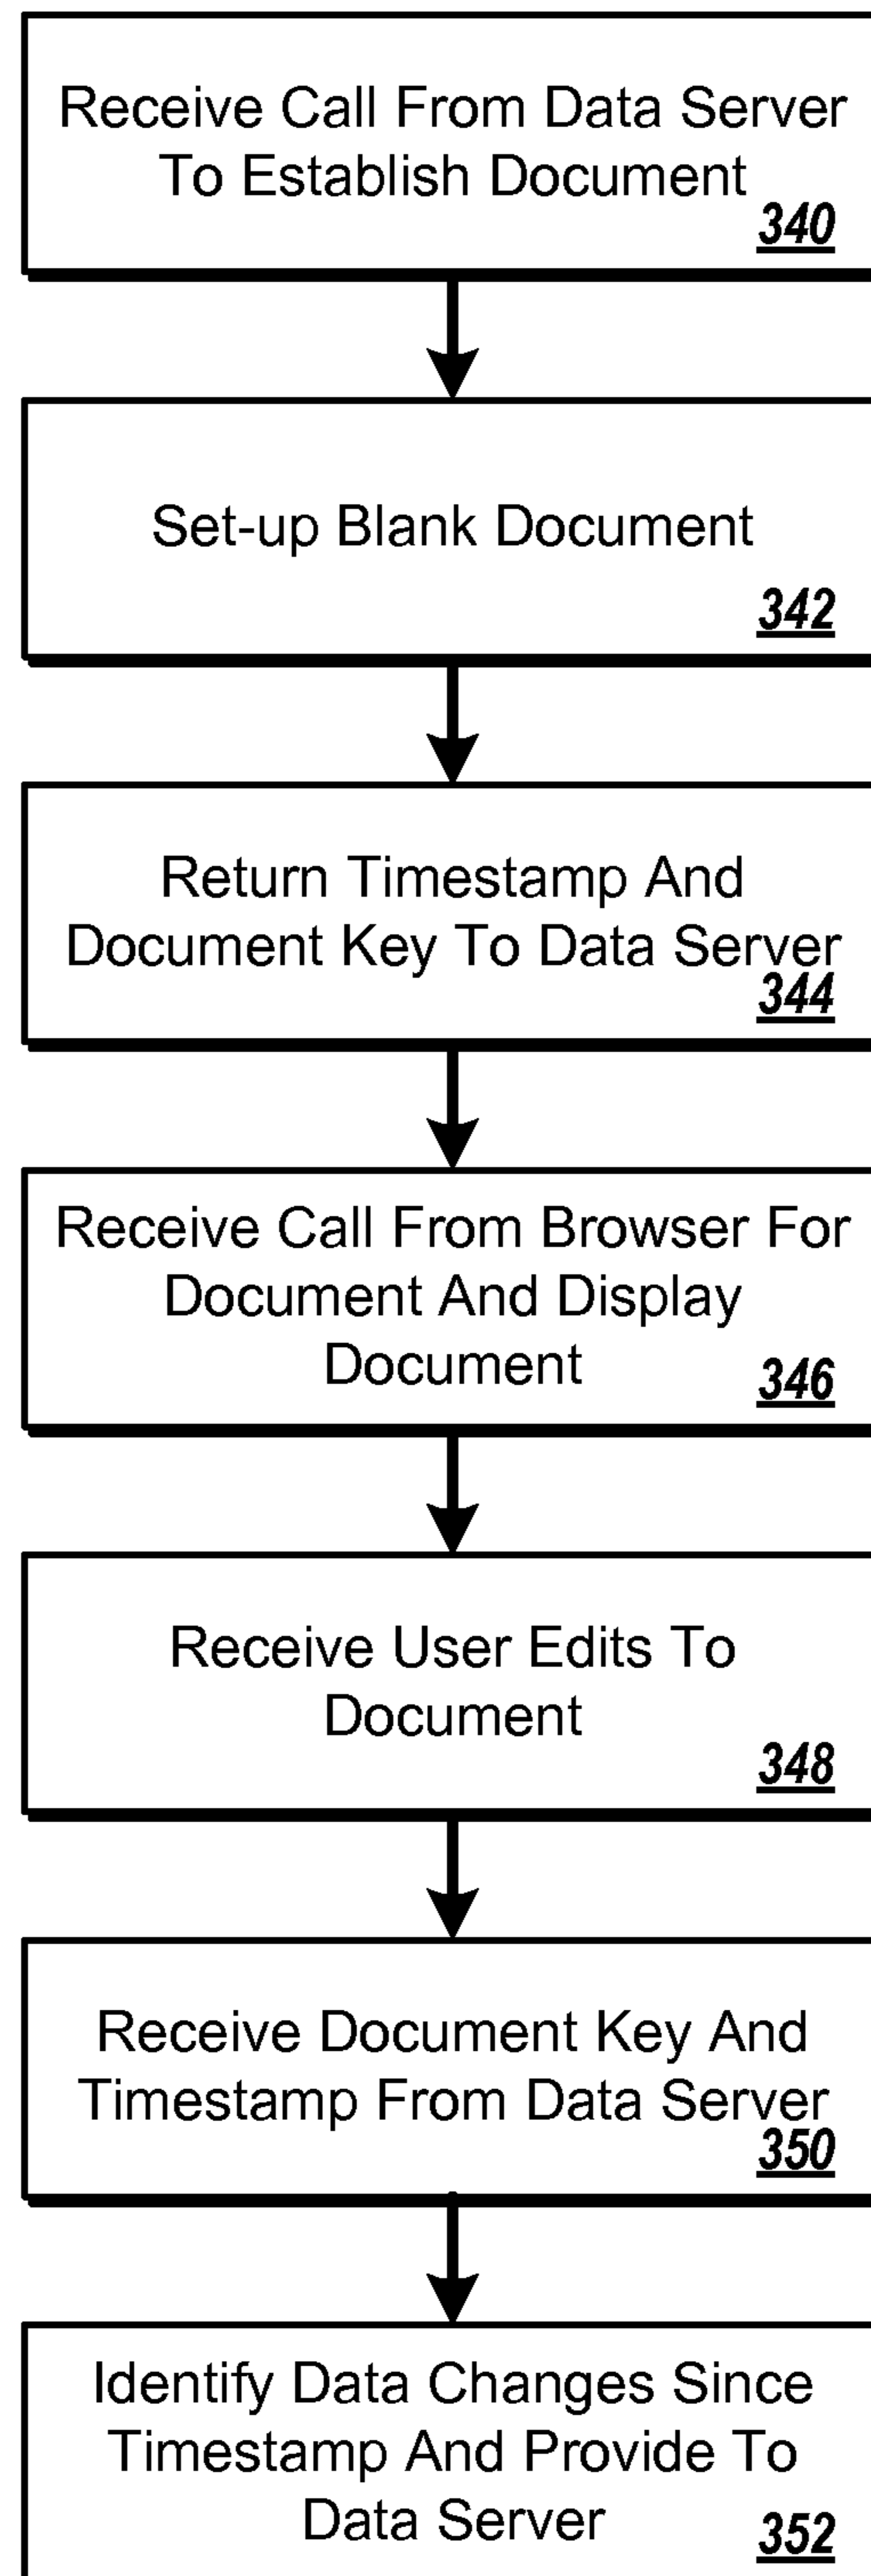 Receive Call From Data Server
To Establish Document
340
Set-up Blank Document
342
Return Timestamp And
Document Key To Data Server
344
Receive Call From Browser For
Document And Display
Document
346
Receive User Edits To
Document
348
Receive Document Key And
Timestamp From Data Server
350
Identify Data Changes Since
Timestamp And Provide To
Data Server
352